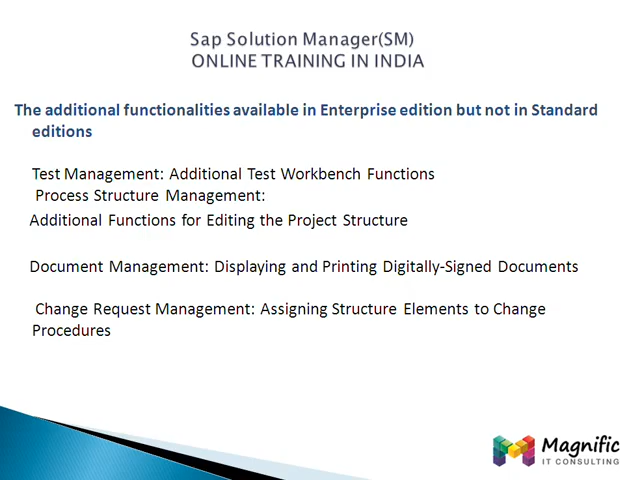 Sap Solution Manager(SM)
ONLINE TRAINING IN INDIA
The additional functionalities available in Enterprise edition but not in Standard
editions
Test Management: Additional Test Workbench Functions
Process Structure Management:
Additional Functions for Editing the Project Structure
Document Management: Displaying and Printing Digitally-Signed Documents
Change Request Management: Assigning Structure Elements to Change
Procedures
Magnific
IT CONSULTING